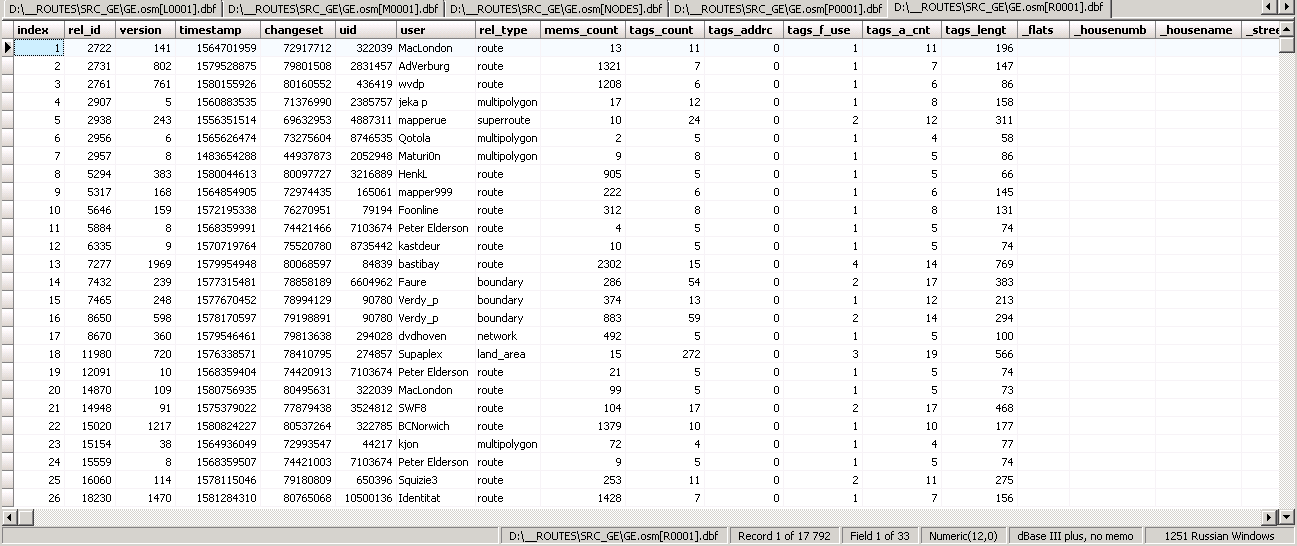 D:\__ROUTES\SRC_GE\GE.osm[L0001].dbf D:\__ROUTES\SRC_GE\GE.osm[M0001].dbf D:\__ROUTES\SRC_GE\GE.osm[NODES].dbf D:\__ROUTES\SRC_GE\GE.osm[P0001].dbf D:\__ROUTES\SRC_GE\GE.osm[R0001].dbf
index rel_id version timestamp changeset uid user rel_type mems_count tags_count tags_addrc tags_f_use tags_a_cnt tags_lengt _flats _housenumb _housename _stree
1 2722 141 1564701959 72917712 322039 MacLondon route 13 11 0 1 11 196
2 2731 802 1579528875 79801508 2831457 AdVerburg route 1321 7 0 1 7 147
3 2761 761 1580155926 80160552 436419 wvdp route 1208 6 0 1 6 86
4 2907 5 1560883535 71376990 2385757 jeka p multipolygon 17 12 0 1 8 158
5 2938 243 1556351514 69632953 4887311 mapperue superroute 10 24 0 2 12 311
6 2956 6 1565626474 73275604 8746535 Qotola multipolygon 2 5 0 1 4 58
7 2957 8 1483654288 44937873 2052948 Maturi0n multipolygon 9 8 0 1 5 86
8 5294 383 1580044613 80097727 3216889 HenkL route 905 5 0 1 5 66
9 5317 168 1564854905 72974435 165061 mapper999 route 222 6 0 1 6 145
10 5646 159 1572195338 76270951 79194 Foonline route 312 8 0 1 8 131
11 5884 8 1568359991 74421466 7103674 Peter Elderson route 4 5 0 1 5 74
12 6335 9 1570719764 75520780 8735442 kastdeur route 10 5 0 1 5 74
13 7277 1969 1579954948 80068597 84839 bastibay route 2302 15 0 4 14 769
14 7432 239 1577315481 78858189 6604962 Faure boundary 286 54 0 2 17 383
15 7465 248 1577670452 78994129 90780 Verdy_p boundary 374 13 0 1 12 213
16 8650 598 1578170597 79198891 90780 Verdy_p boundary 883 59 0 2 14 294
17 8670 360 1579546461 79813638 294028 dvdhoven network 492 5 0 1 5 100
18 11980 720 1576338571 78410795 274857 Supaplex land_area 15 272 0 3 19 566
19 12091 10 1568359404 74420913 7103674 Peter Elderson route 21 5 0 1 5 74
20 14870 109 1580756935 80495631 322039 MacLondon route 99 5 0 1 5 73
21 14948 91 1575379022 77879438 3524812 SWF8 route 104 17 0 2 17 468
22 15020 1217 1580824227 80537264 322785 BCNorwich route 1379 10 0 1 10 177
23 15154 38 1564936049 72993547 44217 kjon multipolygon 72 4 0 1 4 77
24 15559 8 1568359507 74421003 7103674 Peter Elderson route 9 5 0 1 5 74
25 16060 114 1578115046 79180809 650396 Squizie3 route 253 11 0 2 11 275
26 18230 1470 1581284310 80765068 10500136 Identitat route 1428 7 0 1 7 156
D:\__ROUTES\SRC_GE\GE.osm[R0001].dbf Record 1 of 17 792 Field 1 of 33 Numeric(12,0) dBase III plus, no memo 1251 Russian Windows